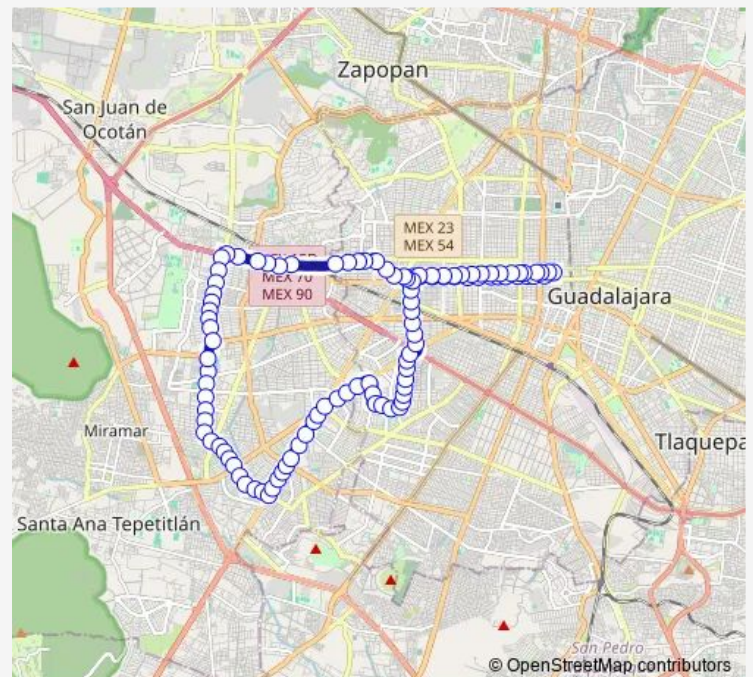 Zapopan
San Juan de
Ocotán
MEX 23
MEX 54
MEX 70
MEX 90
Guadalajara
Miramar
Tlaquepa
Santa Ana Tepetitlán
San Pedro
© OpenStreetMap contributors